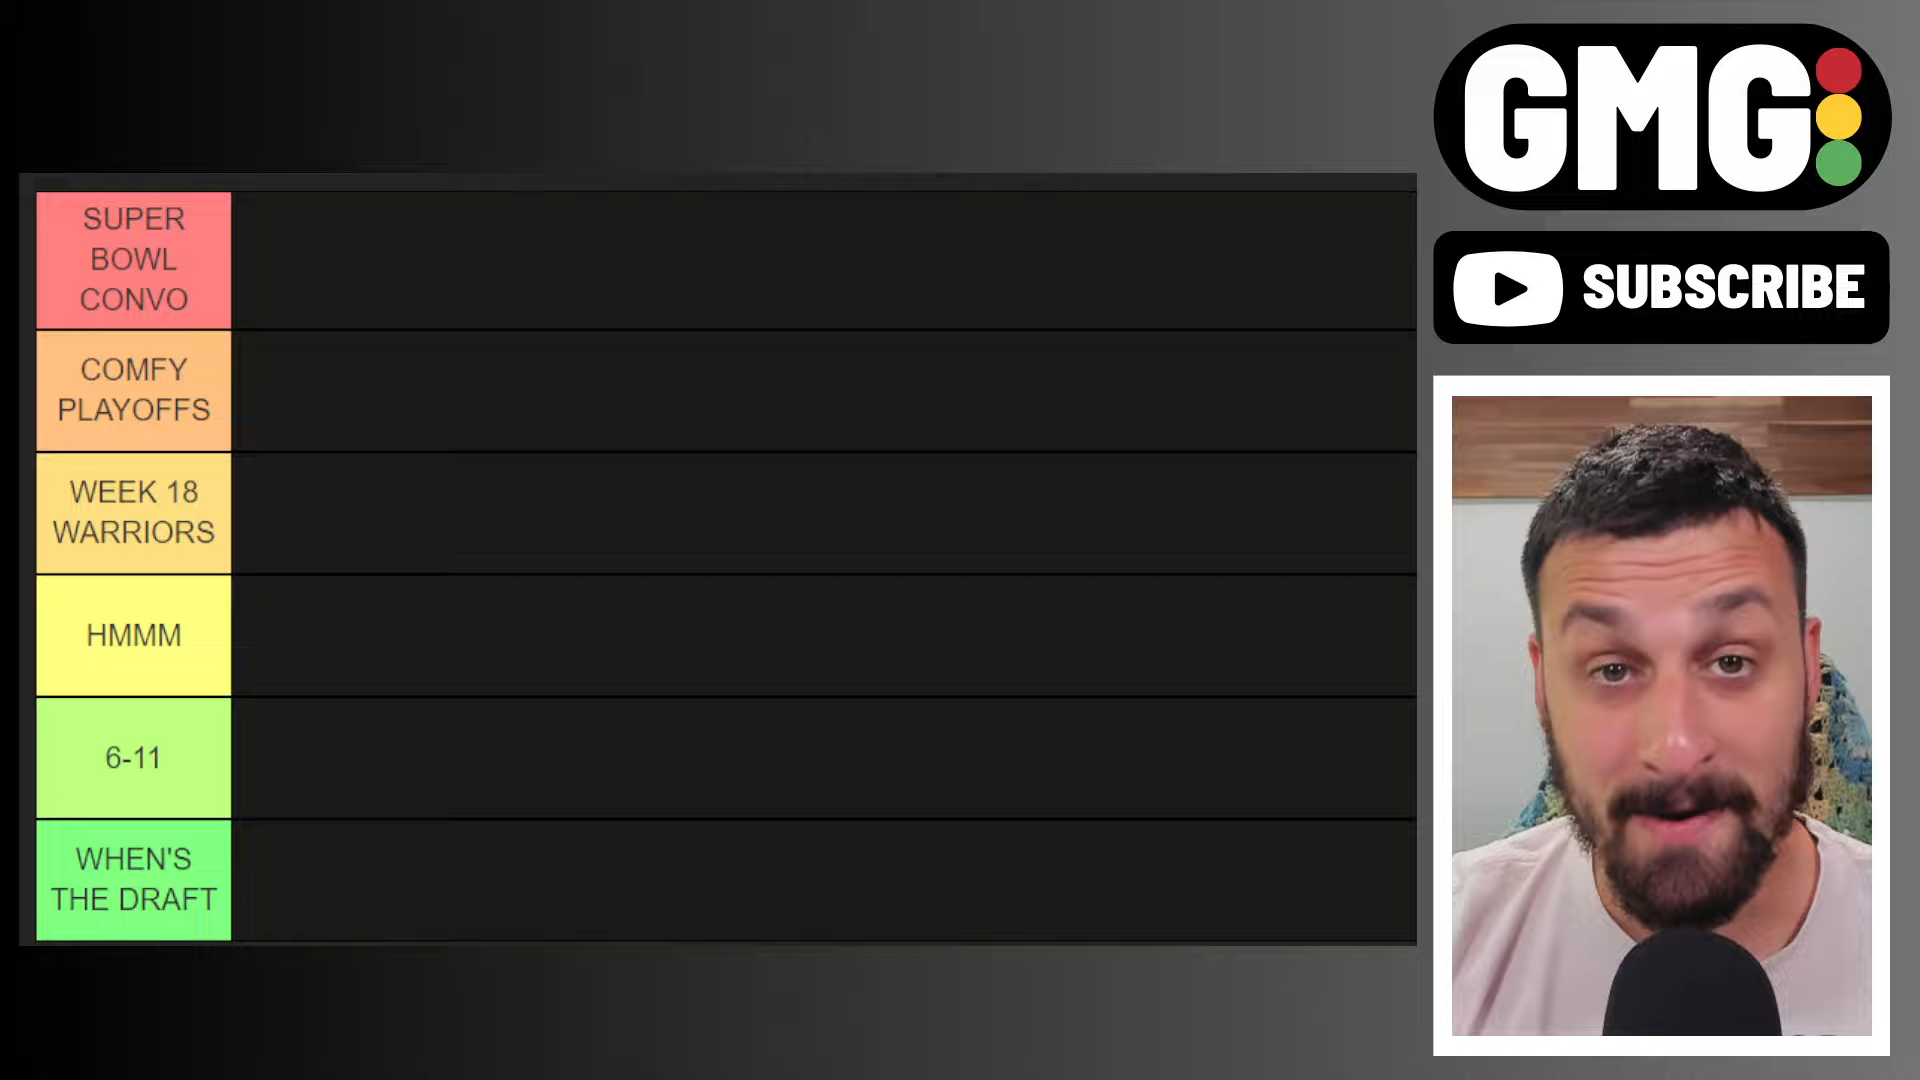 GMG
SUBSCRIBE
SUPER
BOWL
CONVO
COMFY
PLAYOFFS
WEEK 18
WARRIORS
HMMM
6-11
WHEN'S
THE DRAFT